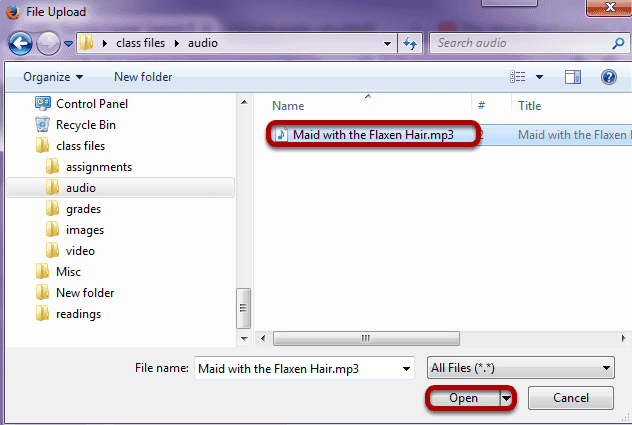 File Upload
class files audio
Search audio
Organize New folder
Name # Title
Control Panel
Recycle Bin
class files
assignments
audio
grades
images
video
Misc
New folder
readings
Maid with the Flaxen Hair.mp3 2 Maid with the Flaxen
File name: Maid with the Flaxen Hair.mp3 All Files (*.*)
Open Cancel